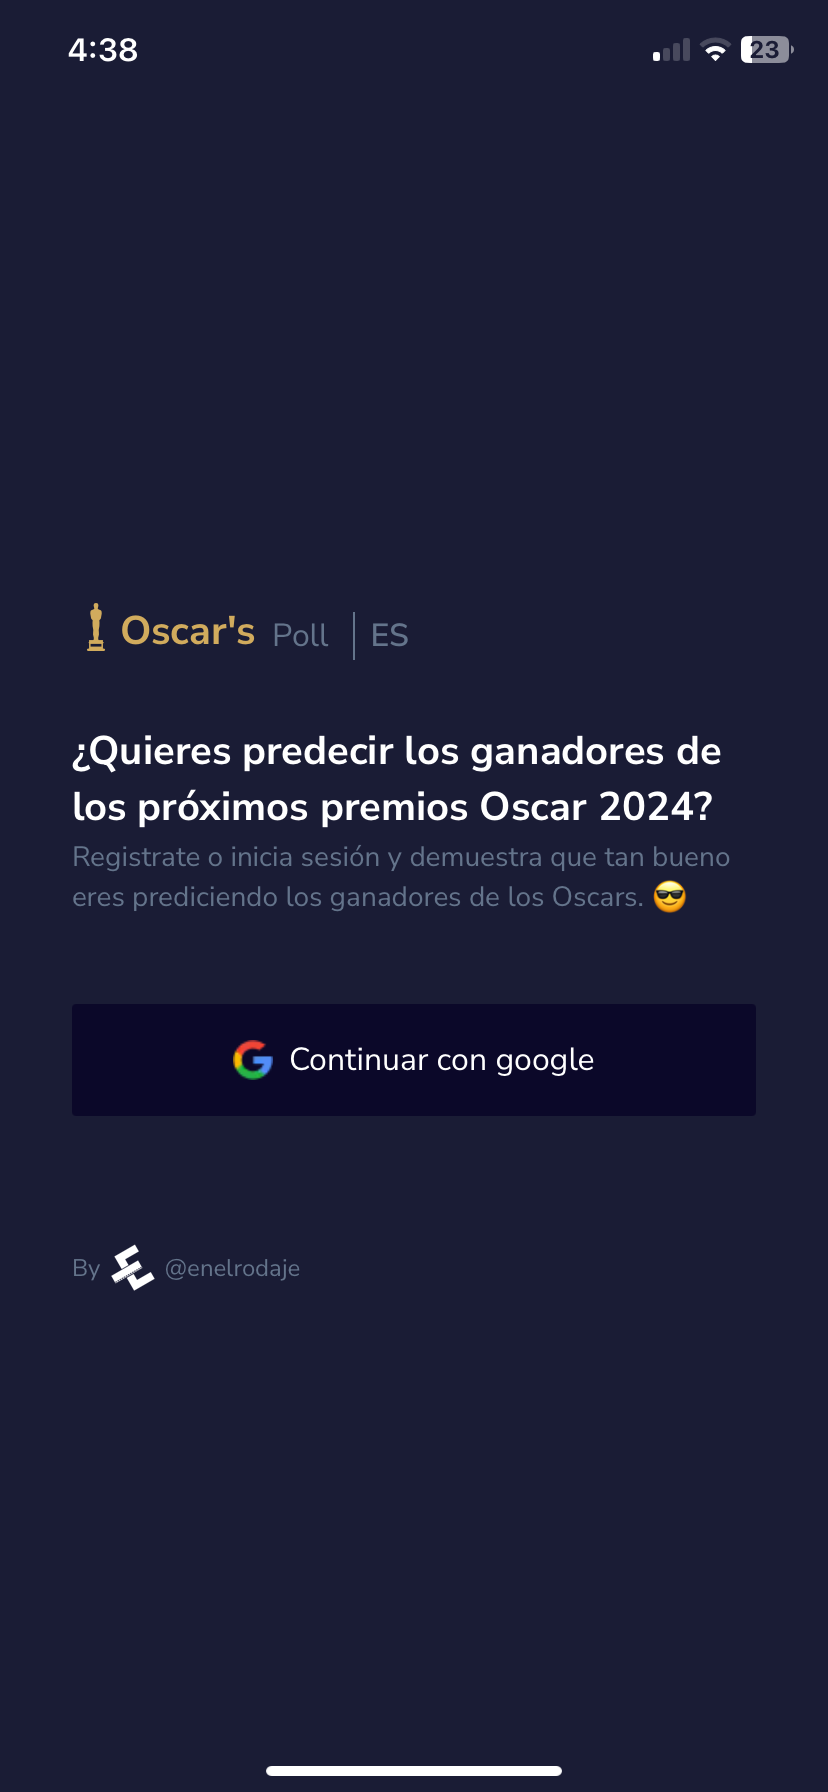 4:38
23
Oscar's Poll ES
¿Quieres predecir los ganadores de
los próximos premios Oscar 2024?
Registrate o inicia sesión y demuestra que tan bueno
eres prediciendo los ganadores de los Oscars. 😎
Continuar con google
By @enelrodaje